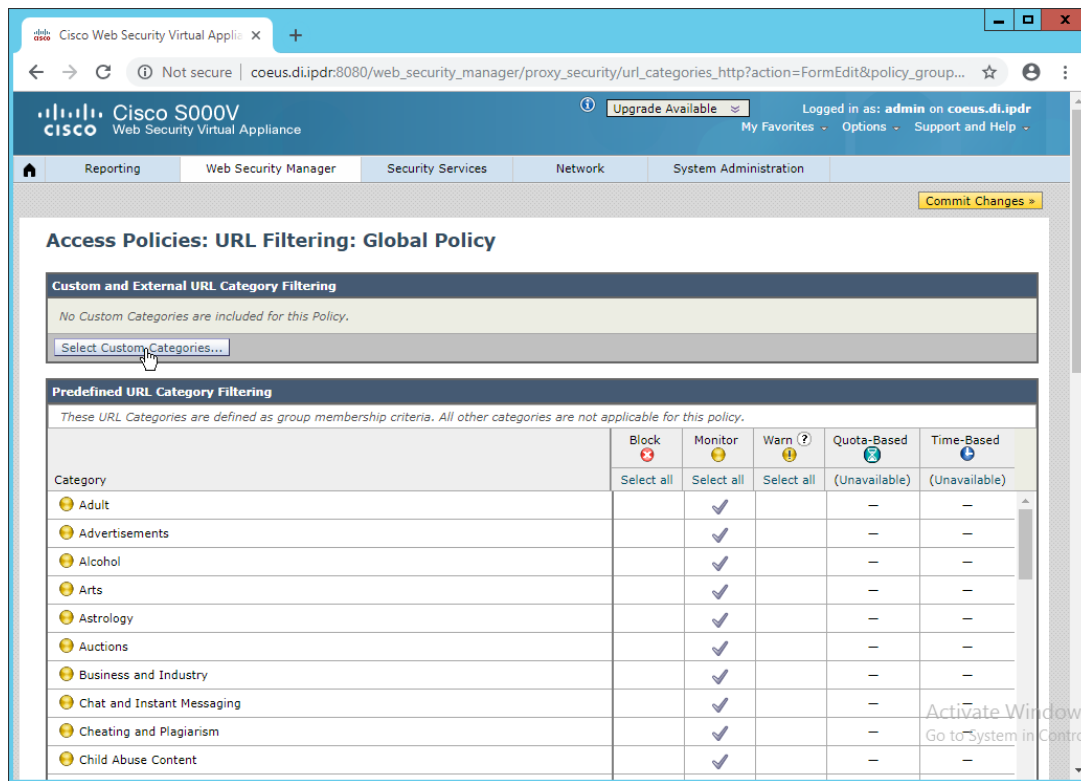 Cisco Web Security Virtual Applia
Not secure | coeus.di.ipdr:8080/web_security_manager/proxy_security/url_categories_http?action=FormEdit&policy_group...
CISCO
Cisco S000V
Web Security Virtual Appliance
Upgrade Available
Logged in as: admin on coeus.di.ipdr
My Favorites Options Support and Help
Reporting Web Security Manager Security Services Network System Administration
Commit Changes »
Access Policies: URL Filtering: Global Policy
Custom and External URL Category Filtering
No Custom Categories are included for this Policy.
Select Custom Categories...
Predefined URL Category Filtering
These URL Categories are defined as group membership criteria. All other categories are not applicable for this policy.
Block Monitor Warn ? Quota-Based Time-Based
Category Select all Select all Select all (Unavailable) (Unavailable)
Adult – –
Advertisements – –
Alcohol – –
Arts – –
Astrology – –
Auctions – –
Business and Industry – –
Chat and Instant Messaging – –
Cheating and Plagiarism – –
Child Abuse Content – –
Activate Window
Go to System in Contro